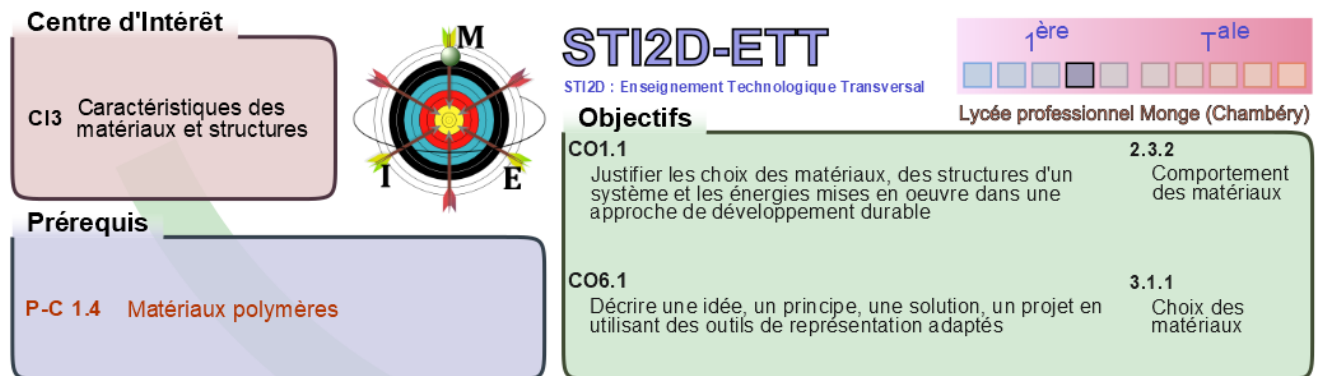 Centre d'Intérêt
CI3 Caractéristiques des
matériaux et structures
M
I
E
STI2D-ETT
STI2D : Enseignement Technologique Transversal
1ère
Tale
Lycée professionnel Monge (Chambéry)
Prérequis
P-C 1.4 Matériaux polymères
Objectifs
CO1.1
Justifier les choix des matériaux, des structures d'un
système et les énergies mises en oeuvre dans une
approche de développement durable
2.3.2
Comportement
des matériaux
CO6.1
Décrire une idée, un principe, une solution, un projet en
utilisant des outils de représentation adaptés
3.1.1
Choix des
matériaux